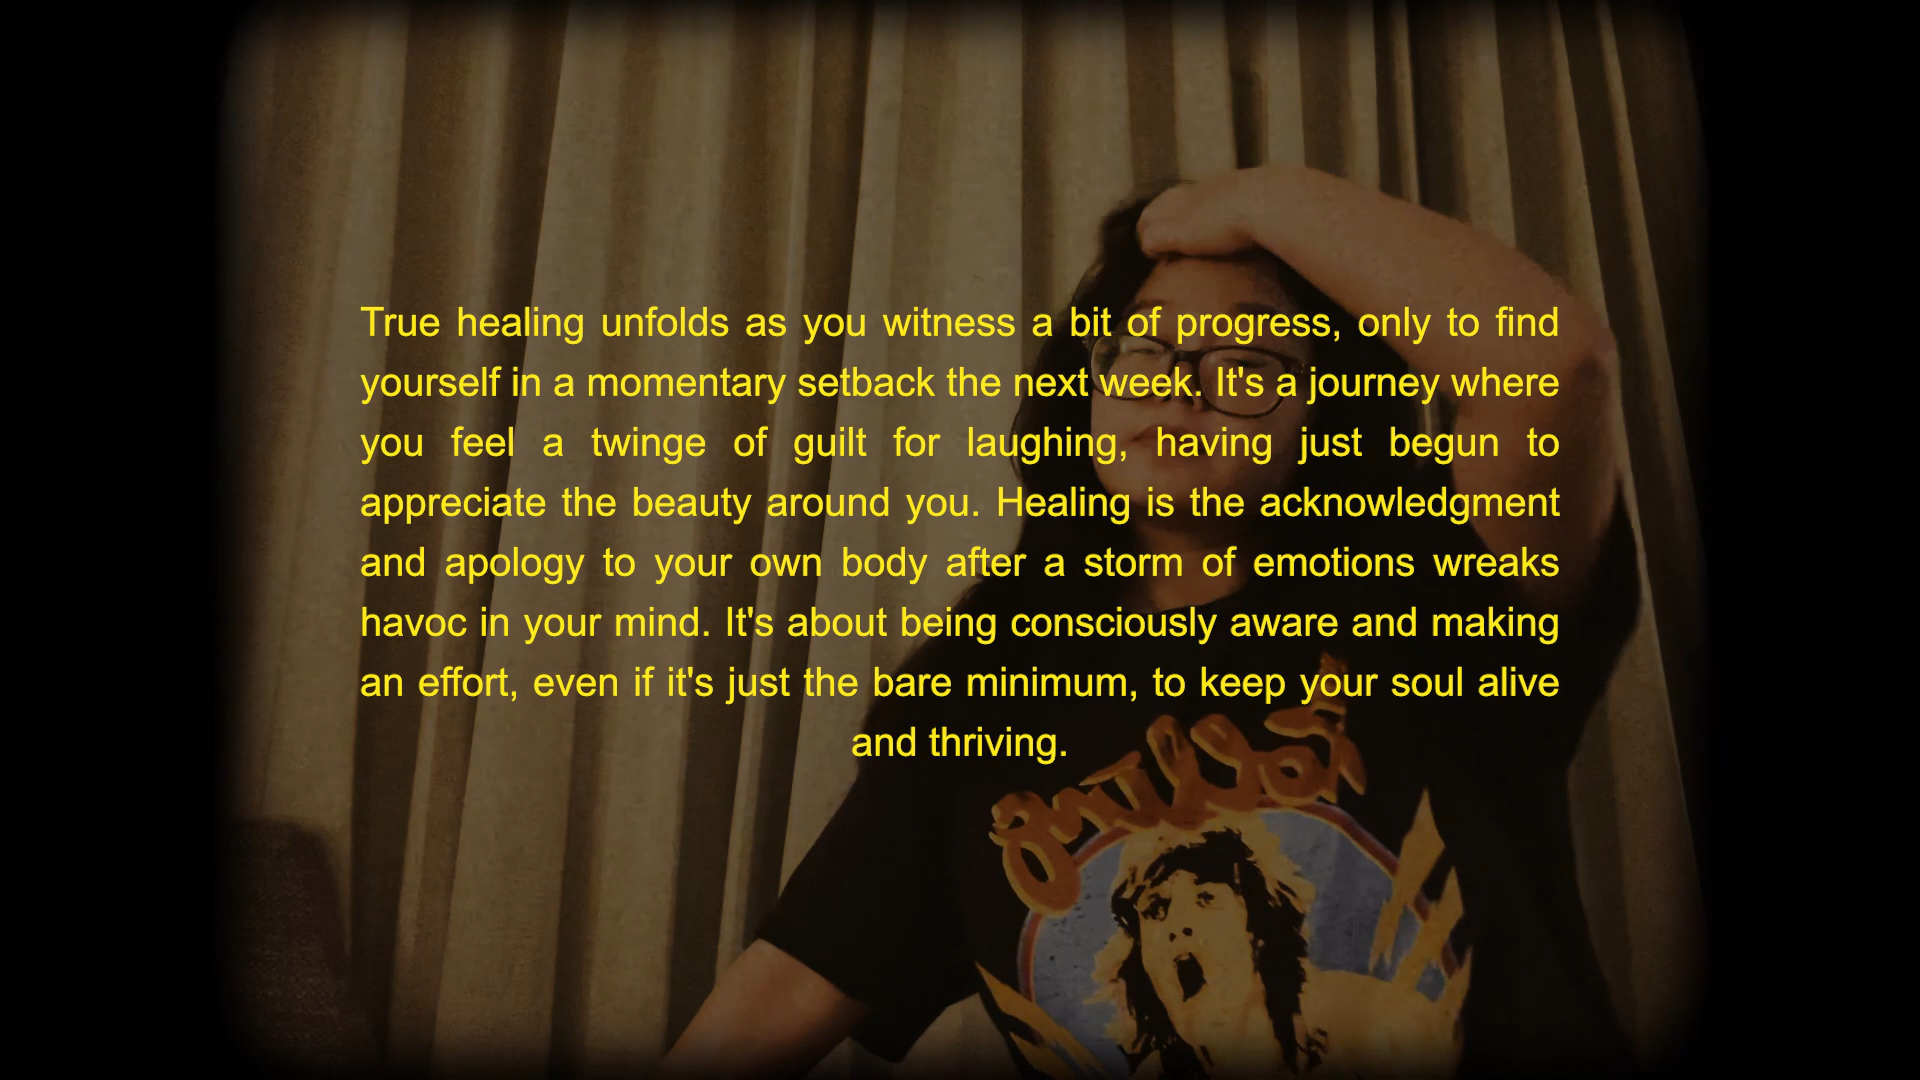 True healing unfolds as you witness a bit of progress, only to find
yourself in a momentary setback the next week. It's a journey where
you feel a twinge of guilt for laughing, having just begun to
appreciate the beauty around you. Healing is the acknowledgment
and apology to your own body after a storm of emotions wreaks
havoc in your mind. It's about being consciously aware and making
an effort, even if it's just the bare minimum, to keep your soul alive
and thriving.